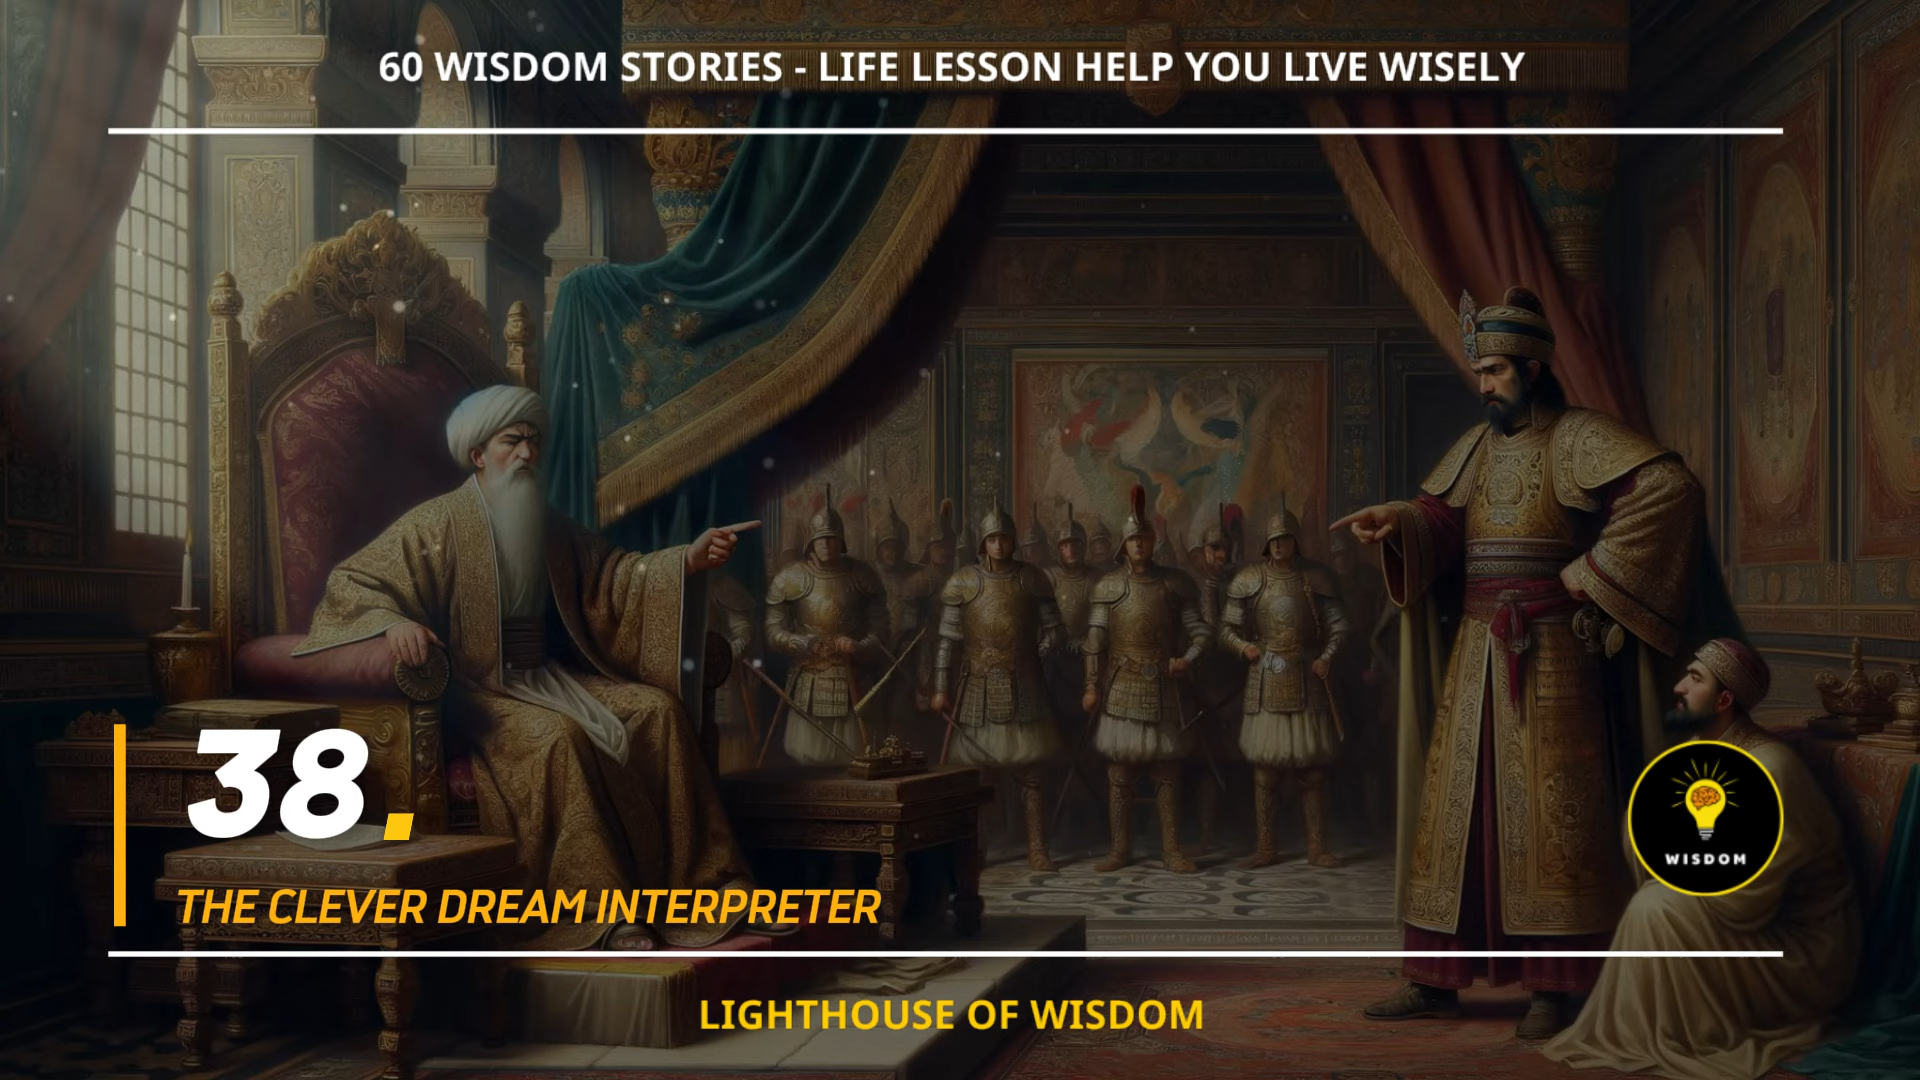 60 WISDOM STORIES - LIFE LESSON HELP YOU LIVE WISELY
38.
THE CLEVER DREAM INTERPRETER
WISDOM
LIGHTHOUSE OF WISDOM